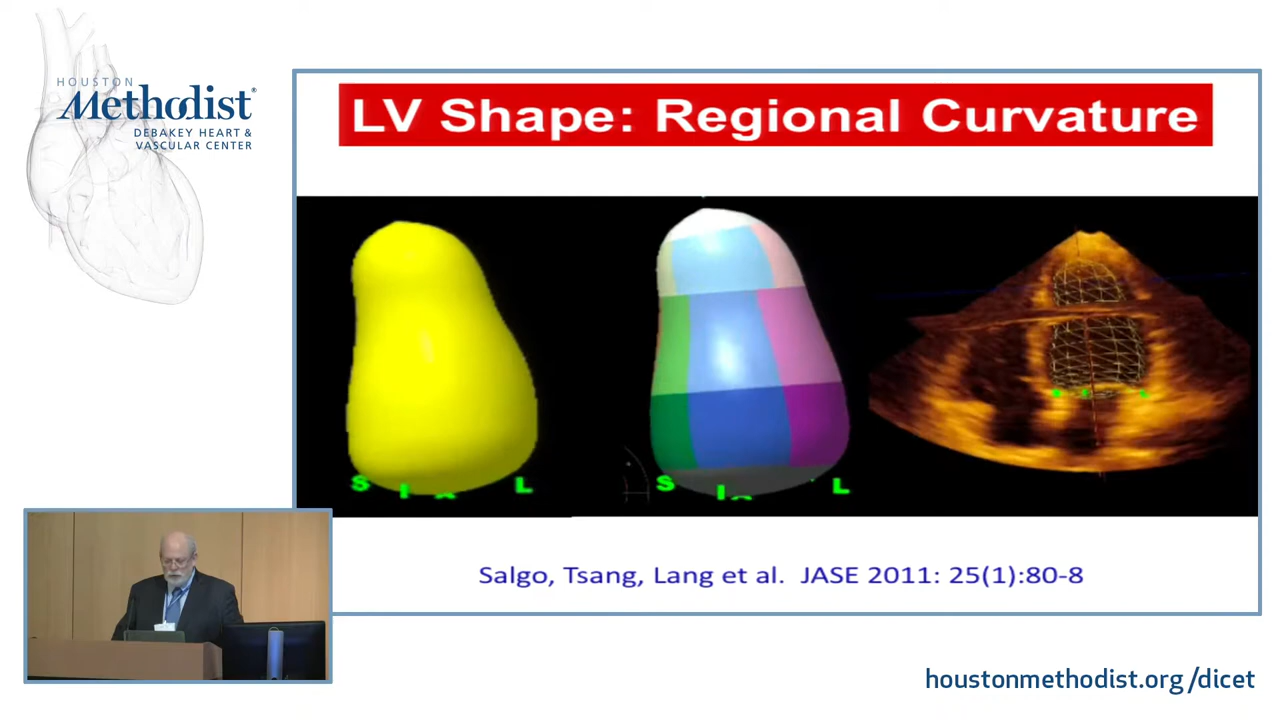 HOUSTON
Methodist®
DEBAKEY HEART &
VASCULAR CENTER
LV Shape: Regional Curvature
S I L
S I L
Salgo, Tsang, Lang et al. JASE 2011: 25(1):80-8
houstonmethodist.org/dicet